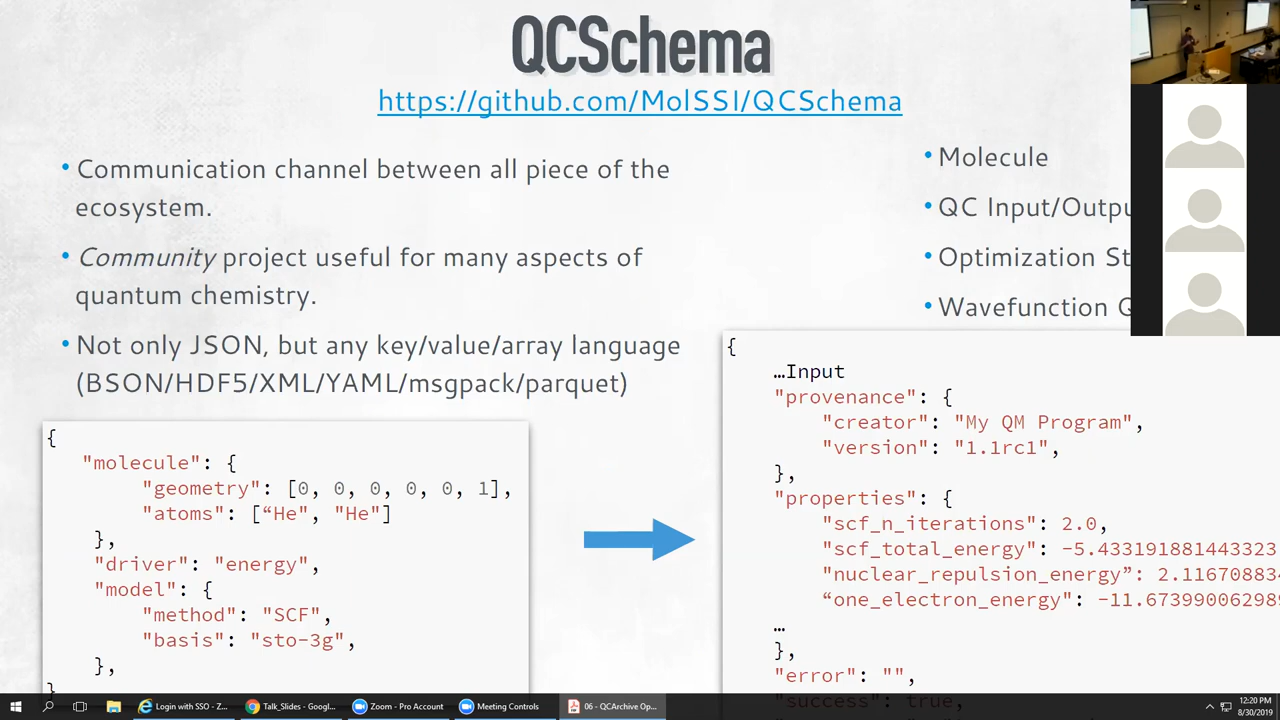 QCSchema
https://github.com/MolSSI/QCSchema
• Communication channel between all piece of the
ecosystem.
• Community project useful for many aspects of
quantum chemistry.
• Not only JSON, but any key/value/array language
(BSON/HDF5/XML/YAML/msgpack/parquet)
• Molecule
• QC Input/Outpu
• Optimization St
• Wavefunction Q
{
"molecule": {
"geometry": [0, 0, 0, 0, 0, 1],
"atoms": [“He", "He"]
},
"driver": "energy",
"model": {
"method": "SCF",
"basis": "sto-3g",
},
}
{
…Input
"provenance": {
"creator": "My QM Program",
"version": "1.1rc1",
},
"properties": {
"scf_n_iterations": 2.0,
"scf_total_energy": -5.433191881443323
"nuclear_repulsion_energy”: 2.11670883
“one_electron_energy": -11.6739900629
…
},
"error": "",
"success": true,
Login with SSO - Z...
Talk_Slides - Googl...
Zoom - Pro Account
Meeting Controls
06 - QCArchive Op...
12:20 PM
8/30/2019